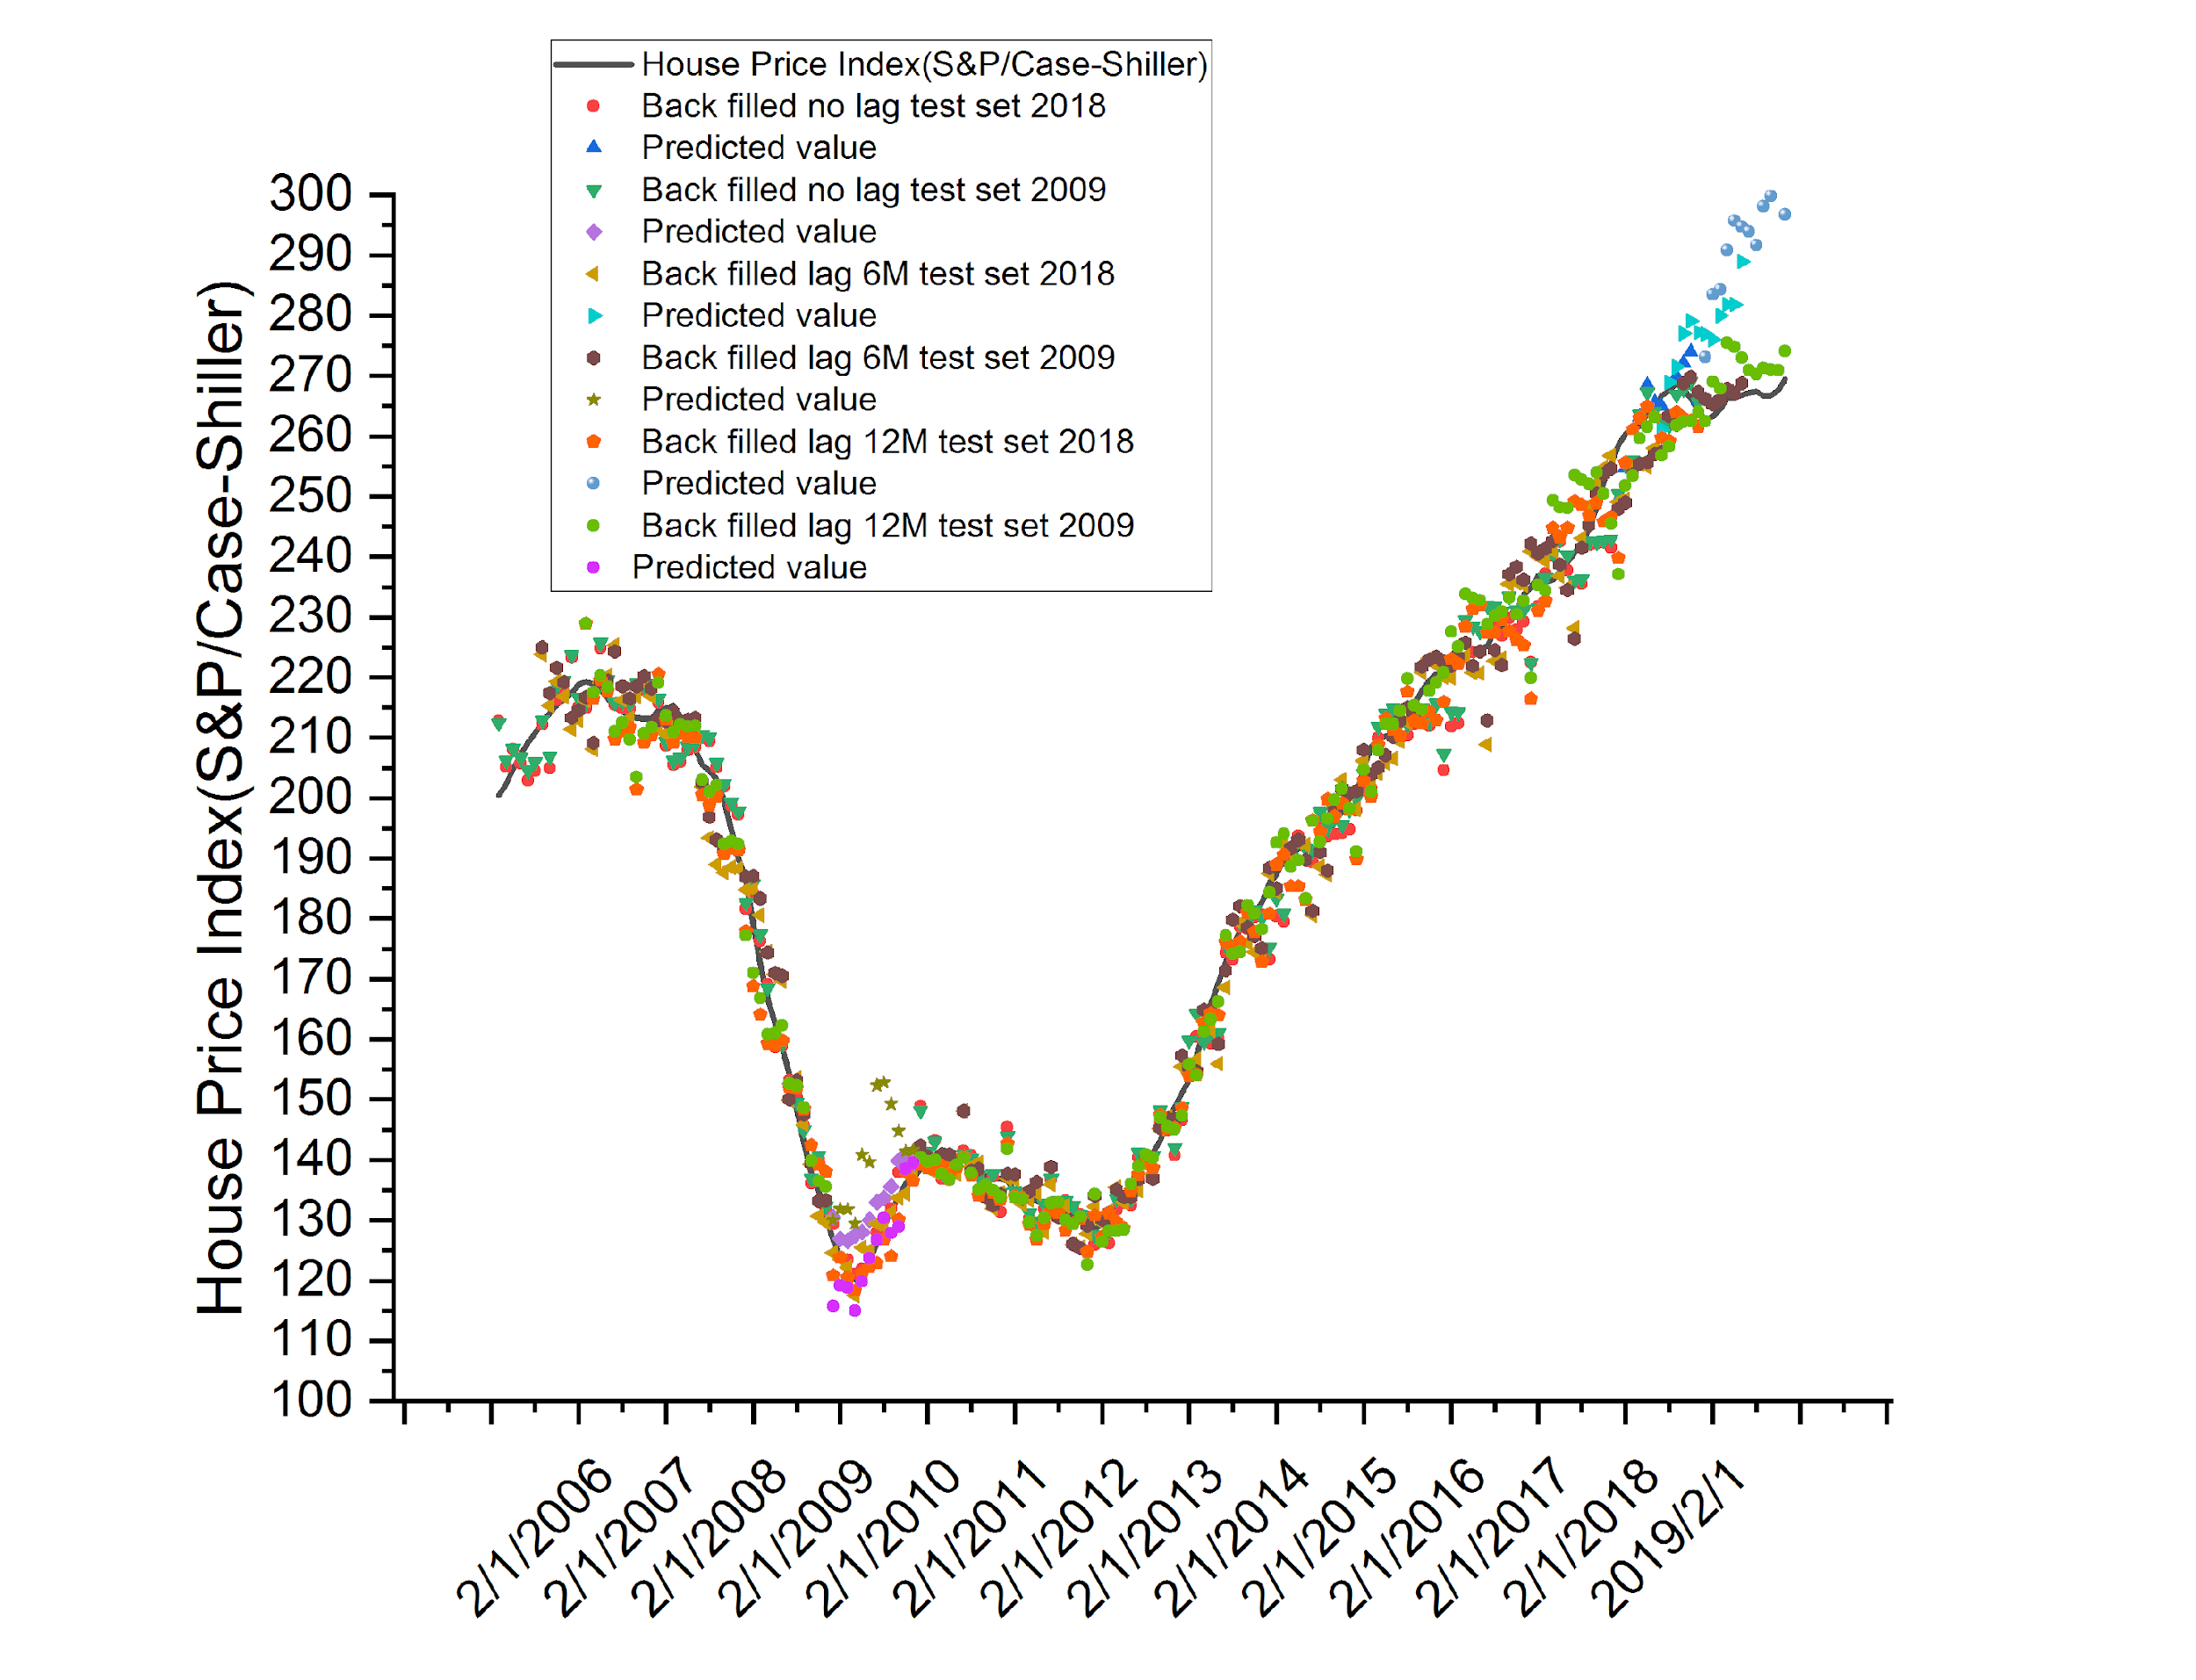 House Price Index(S&P/Case-Shiller)
Back filled no lag test set 2018
Predicted value
Back filled no lag test set 2009
Predicted value
Back filled lag 6M test set 2018
Predicted value
Back filled lag 6M test set 2009
Predicted value
Back filled lag 12M test set 2018
Predicted value
Back filled lag 12M test set 2009
Predicted value
House Price Index(S&P/Case-Shiller)
300
290
280
270
260
250
240
230
220
210
200
190
180
170
160
150
140
130
120
110
100
2/1/2006
2/1/2007
2/1/2008
2/1/2009
2/1/2010
2/1/2011
2/1/2012
2/1/2013
2/1/2014
2/1/2015
2/1/2016
2/1/2017
2/1/2018
2019/2/1